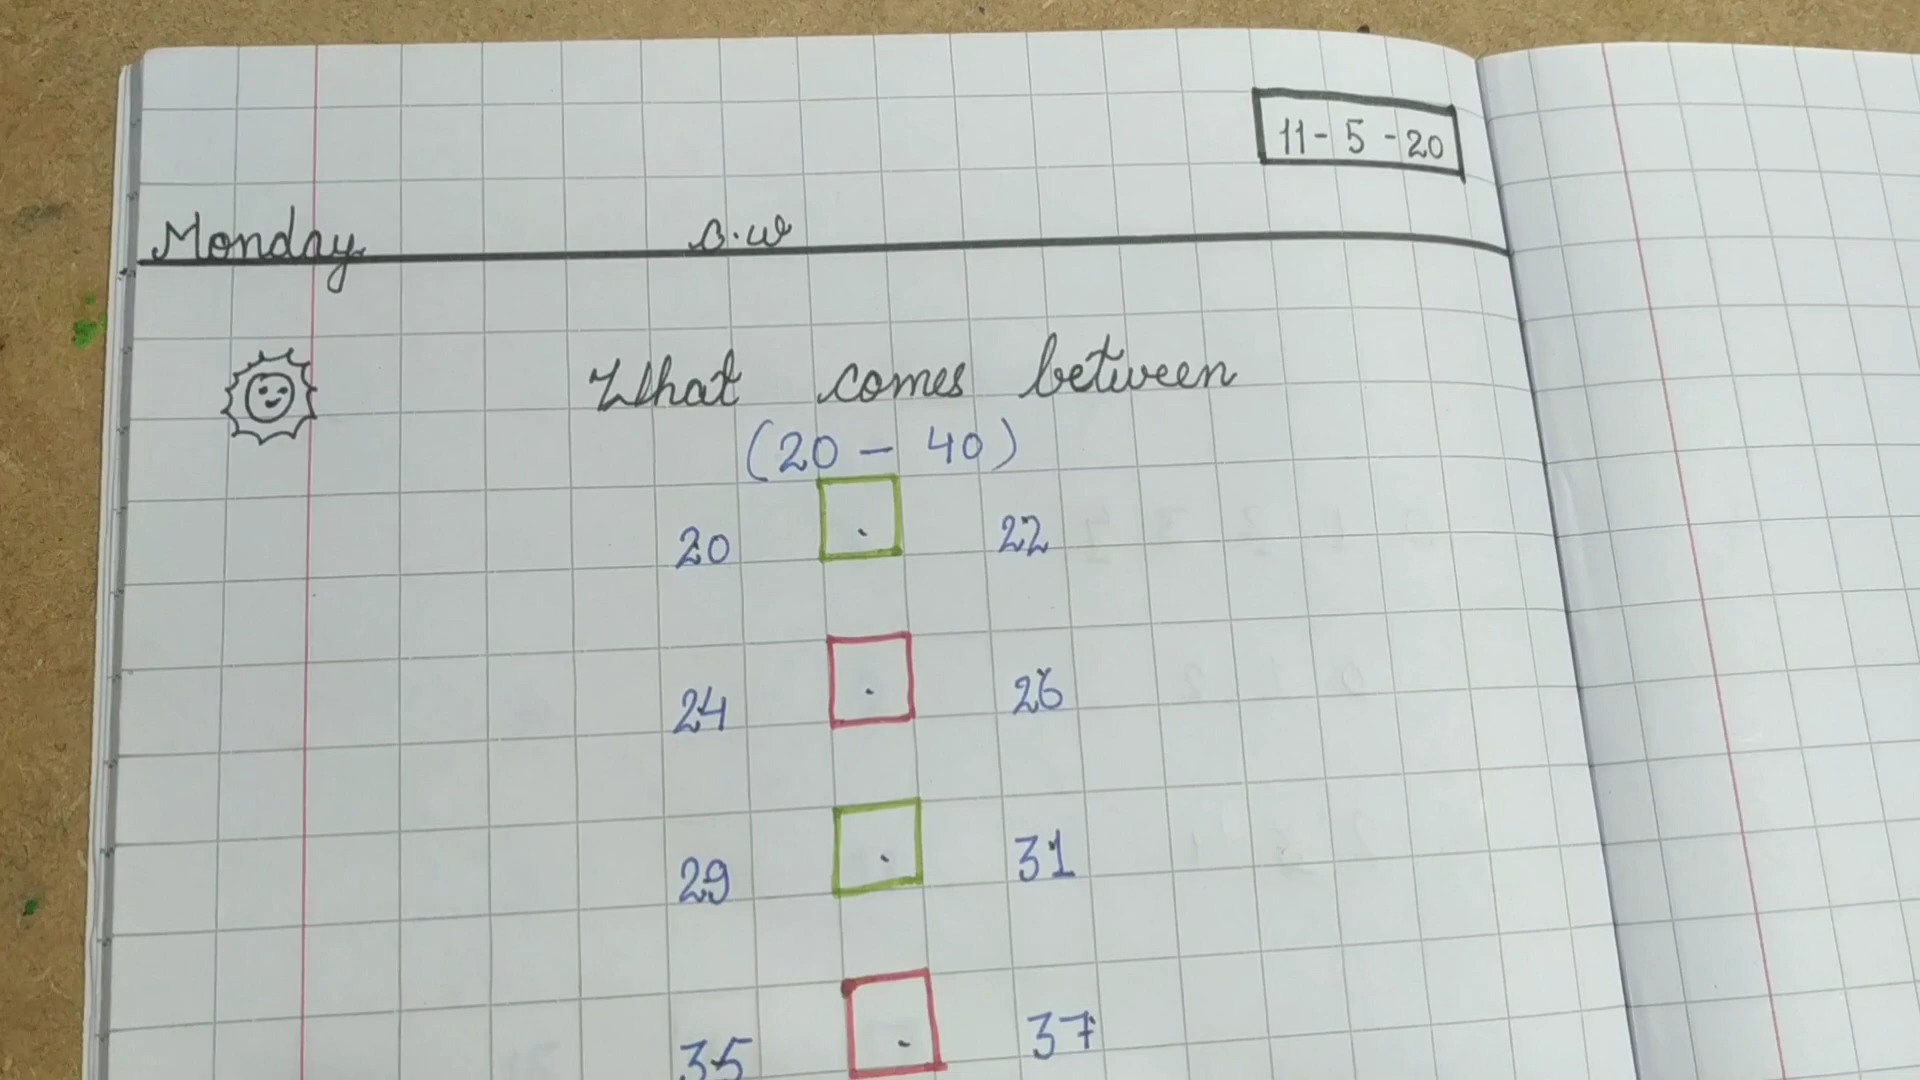 11- 5 -20
Monday C.W
What comes between
(20 - 40)
20 . 22
24 . 26
29 . 31
35 . 37